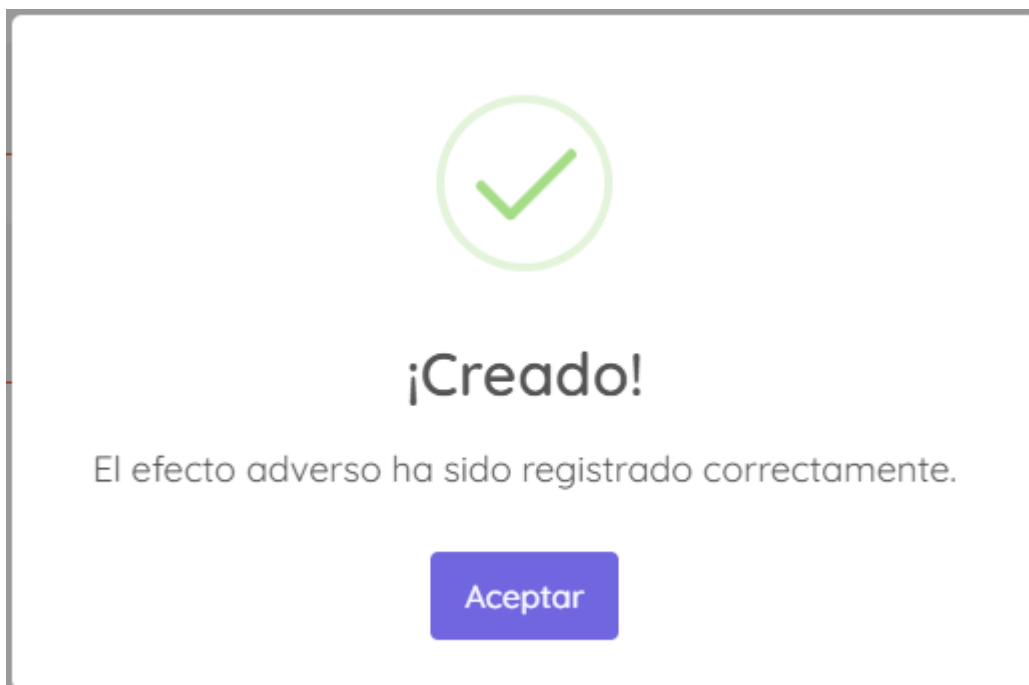 ¡Creado!
El efecto adverso ha sido registrado correctamente.
Aceptar